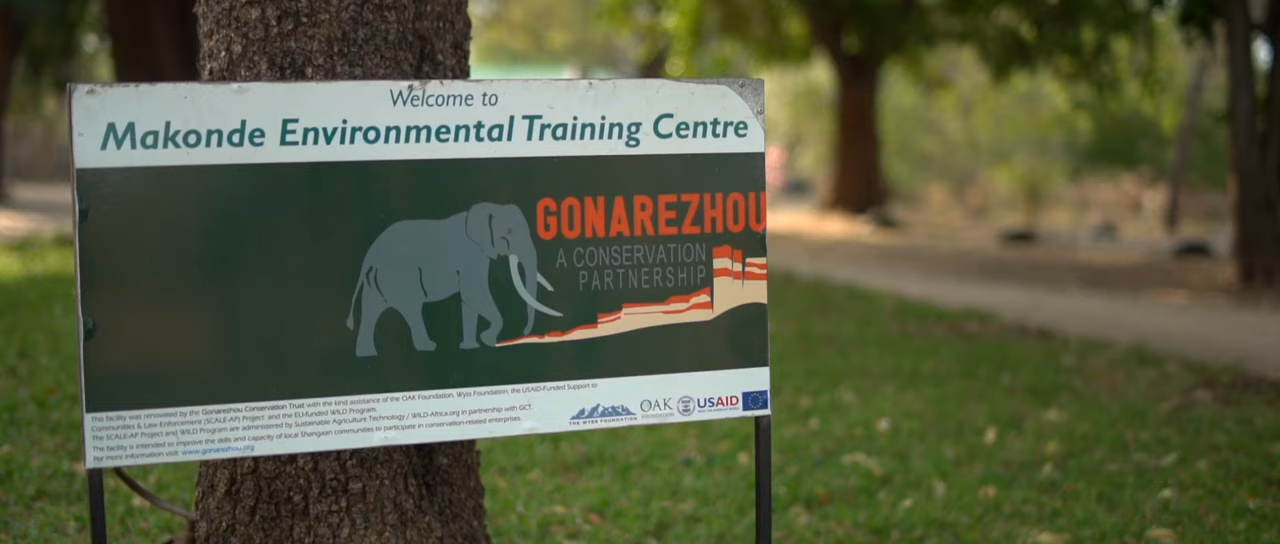 Welcome to
Makonde Environmental Training Centre
GONAREZHOU
A CONSERVATION
PARTNERSHIP
This facility was renovated by the Gonarezhou Conservation Trust with the kind assistance of the OAK Foundation, Wyss Foundation, the USAID-Funded Support to
Communities & Law Enforcement (SCALE-AP) Project and the EU-funded WILD Program.
The SCALE-AP Project and WILD Program are administered by Sustainable Agriculture Technology / WILD-Africa.org in partnership with GCT.
The facility is intended to improve the skills and capacity of local Shangaan communities to participate in conservation-related enterprises.
For more information visit www.gonarezhou.org
THE WYSS FOUNDATION
OAK
FOUNDATION
USAID